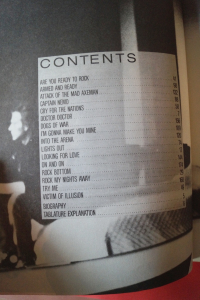 CONTENTS
ARE YOU READY TO ROCK
ARMED AND READY
ATTACK OF THE MAD AXEMAN
CAPTAIN NEMO
CRY FOR THE NATIONS
DOCTOR DOCTOR
DOGS OF WAR
I'M GONNA MAKE YOU MINE
INTO THE ARENA
LIGHTS OUT
LOOKING FOR LOVE
ON AND ON
ROCK BOTTOM
ROCK MY NIGHTS AWAY
TRY ME
VICTIM OF ILLUSION
BIOGRAPHY
TABLATURE EXPLANATION